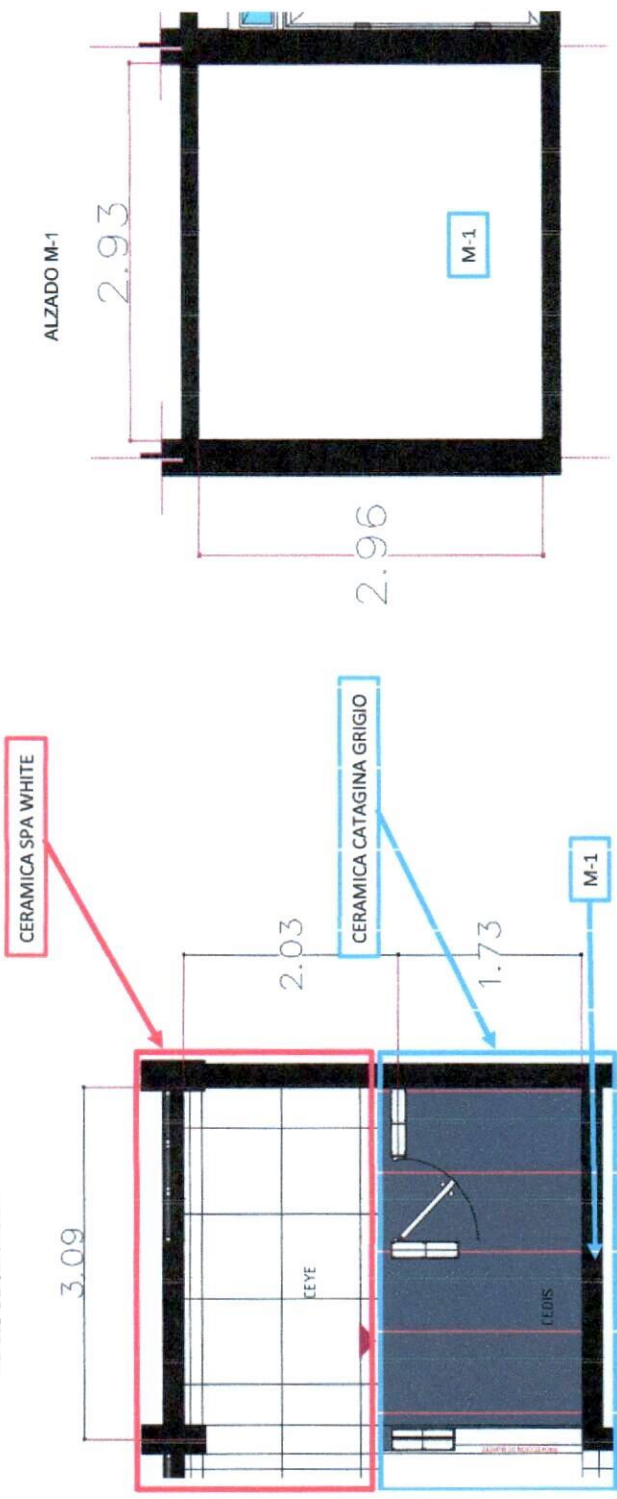 CERAMICA SPA WHITE
3.09
2.03
CEYE
CERAMICA CATAGINA GRIGIO
1.73
CEDIS
M-1
ALZADO M-1
2.93
2.96
M-1